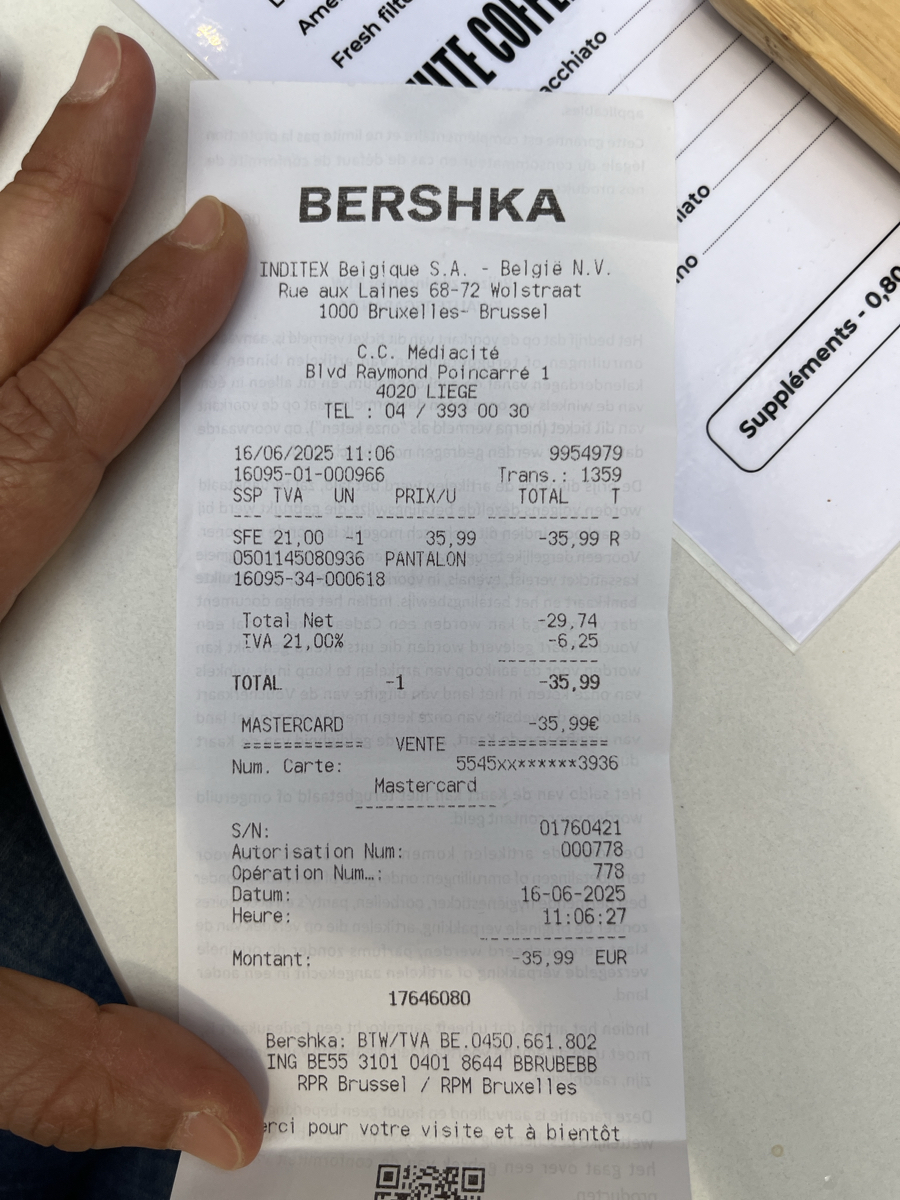 Fresh filte
acchiato
iato
no
Suppléments - 0,80
BERSHKA
INDITEX Belgique S.A. - België N.V.
Rue aux Laines 68-72 Wolstraat
1000 Bruxelles- Brussel
C.C. Médiacité
Blvd Raymond Poincarré 1
4020 LIEGE
TEL : 04 / 393 00 30
16/06/2025 11:06 9954979
16095-01-000966 Trans.: 1359
SSP TVA UN PRIX/U TOTAL T
SFE 21,00 -1 35,99 -35,99 R
0501145080936 PANTALON
16095-34-000618
Total Net -29,74
TVA 21,00% -6,25
TOTAL -1 -35,99
MASTERCARD -35,99€
============ VENTE ============
Num. Carte: 5545xx******3936
Mastercard
S/N: 01760421
Autorisation Num: 000778
Opération Num…: 778
Datum: 16-06-2025
Heure: 11:06:27
Montant: -35,99 EUR
17646080
Bershka: BTW/TVA BE.0450.661.802
ING BE55 3101 0401 8644 BBRUBEBB
RPR Brussel / RPM Bruxelles
erci pour votre visite et à bientôt